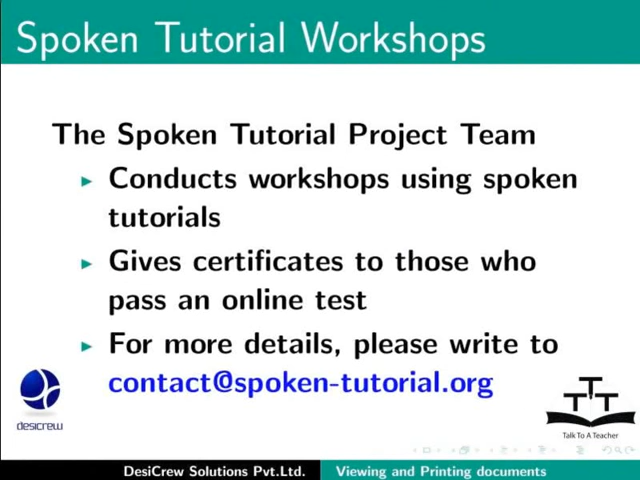 Spoken Tutorial Workshops
The Spoken Tutorial Project Team
Conducts workshops using spoken
tutorials
Gives certificates to those who
pass an online test
For more details, please write to
contact@spoken-tutorial.org
desicrew
Talk To A Teacher
DesiCrew Solutions Pvt.Ltd.
Viewing and Printing documents